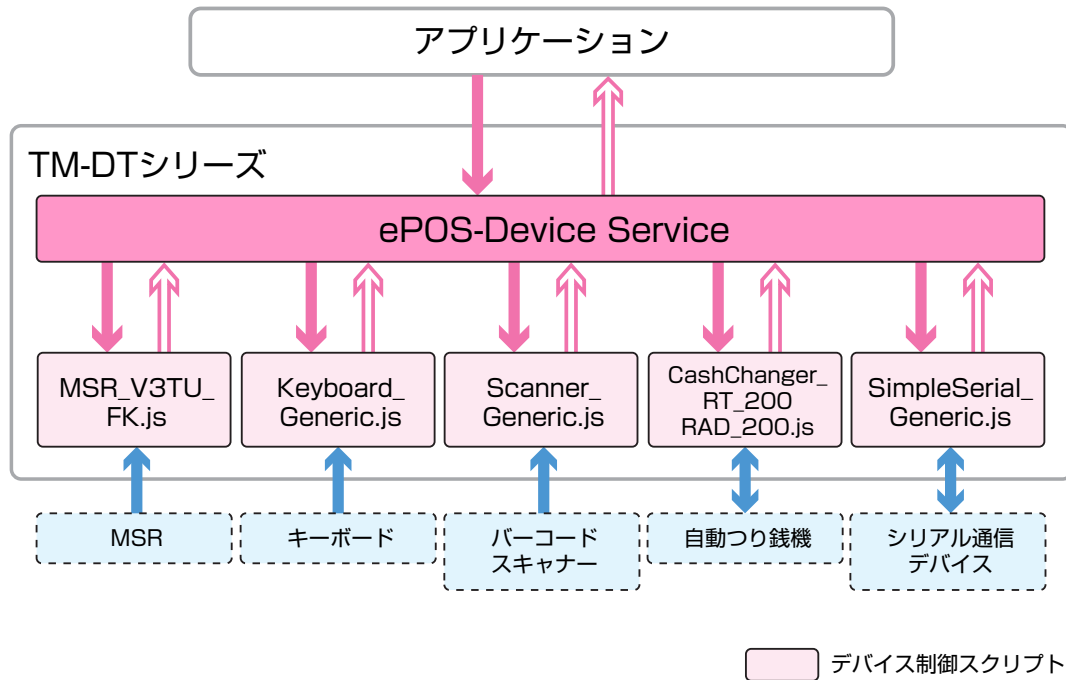 アプリケーション
TM-DTシリーズ
ePOS-Device Service
MSR_V3TU_
FK.js
Keyboard_
Generic.js
Scanner_
Generic.js
CashChanger_
RT_200
RAD_200.js
SimpleSerial_
Generic.js
MSR
キーボード
バーコード
スキャナー
自動つり銭機
シリアル通信
デバイス
デバイス制御スクリプト